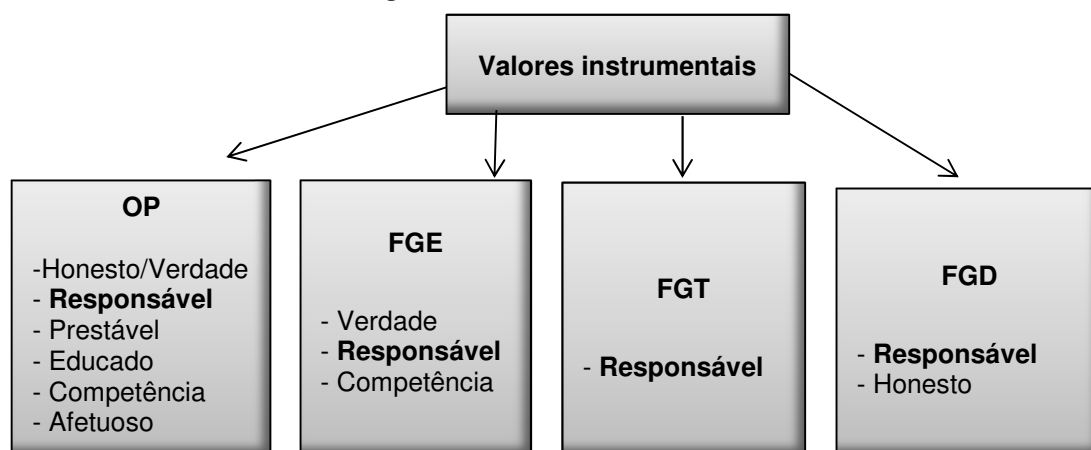 Valores instrumentais
OP
-Honesto/Verdade
- Responsável
- Prestável
- Educado
- Competência
- Afetuoso
FGE
- Verdade
- Responsável
- Competência
FGT
- Responsável
FGD
- Responsável
- Honesto